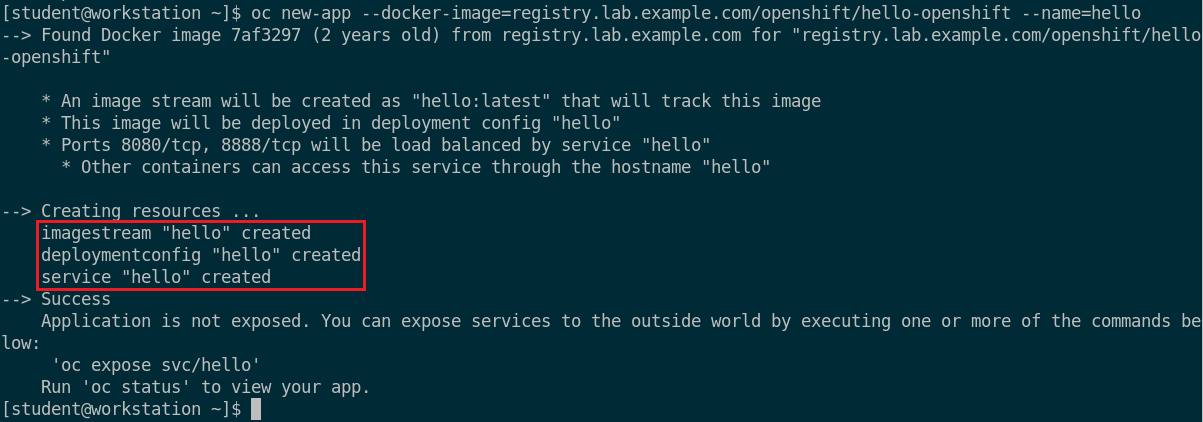 [student@workstation ~]$ oc new-app --docker-image=registry.lab.example.com/openshift/hello-openshift --name=hello
--> Found Docker image 7af3297 (2 years old) from registry.lab.example.com for "registry.lab.example.com/openshift/hello
-openshift"
* An image stream will be created as "hello:latest" that will track this image
* This image will be deployed in deployment config "hello"
* Ports 8080/tcp, 8888/tcp will be load balanced by service "hello"
* Other containers can access this service through the hostname "hello"
--> Creating resources ...
imagestream "hello" created
deploymentconfig "hello" created
service "hello" created
--> Success
Application is not exposed. You can expose services to the outside world by executing one or more of the commands be
low:
'oc expose svc/hello'
Run 'oc status' to view your app.
[student@workstation ~]$